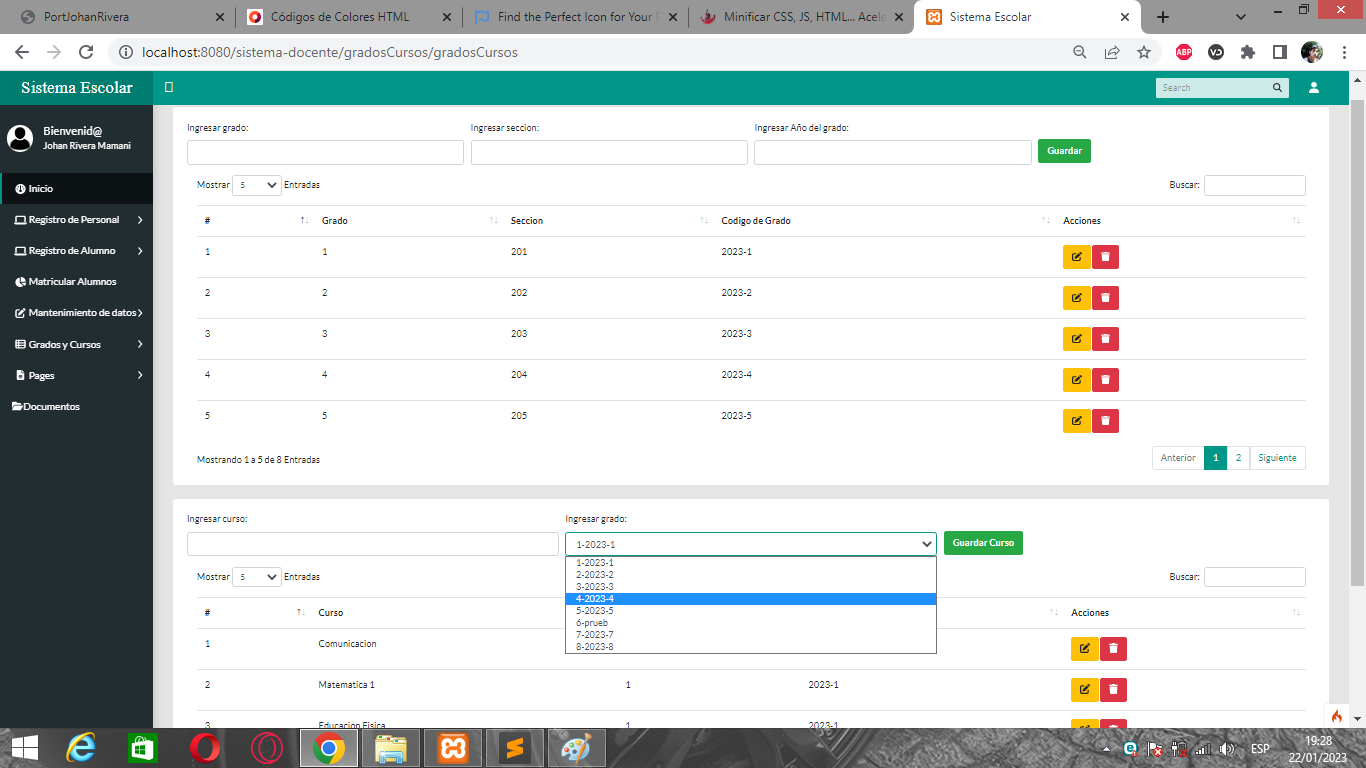 PortJohanRivera
Códigos de Colores HTML
Find the Perfect Icon for Your P
Minificar CSS, JS, HTML... Acele
Sistema Escolar
localhost:8080/sistema-docente/gradosCursos/gradosCursos
ABP
Sistema Escolar
Search
Bienvenid@
Johan Rivera Mamani
Inicio
Registro de Personal
Registro de Alumno
Matricular Alumnos
Mantenimiento de datos
Grados y Cursos
Pages
Documentos
Ingresar grado: Ingresar seccion: Ingresar Año del grado:
Guardar
Mostrar 5 Entradas Buscar:
# Grado Seccion Codigo de Grado Acciones
1 1 201 2023-1
2 2 202 2023-2
3 3 203 2023-3
4 4 204 2023-4
5 5 205 2023-5
Mostrando 1 a 5 de 8 Entradas Anterior 1 2 Siguiente
Ingresar curso: Ingresar grado:
1-2023-1 Guardar Curso
1-2023-1
2-2023-2
3-2023-3
4-2023-4
5-2023-5
6-prueb
7-2023-7
8-2023-8
Mostrar 5 Entradas Buscar:
# Curso Acciones
1 Comunicacion
2 Matematica 1 1 2023-1
3 Educacion Fisica 1 2023-1
ESP
19:28
22/01/2023